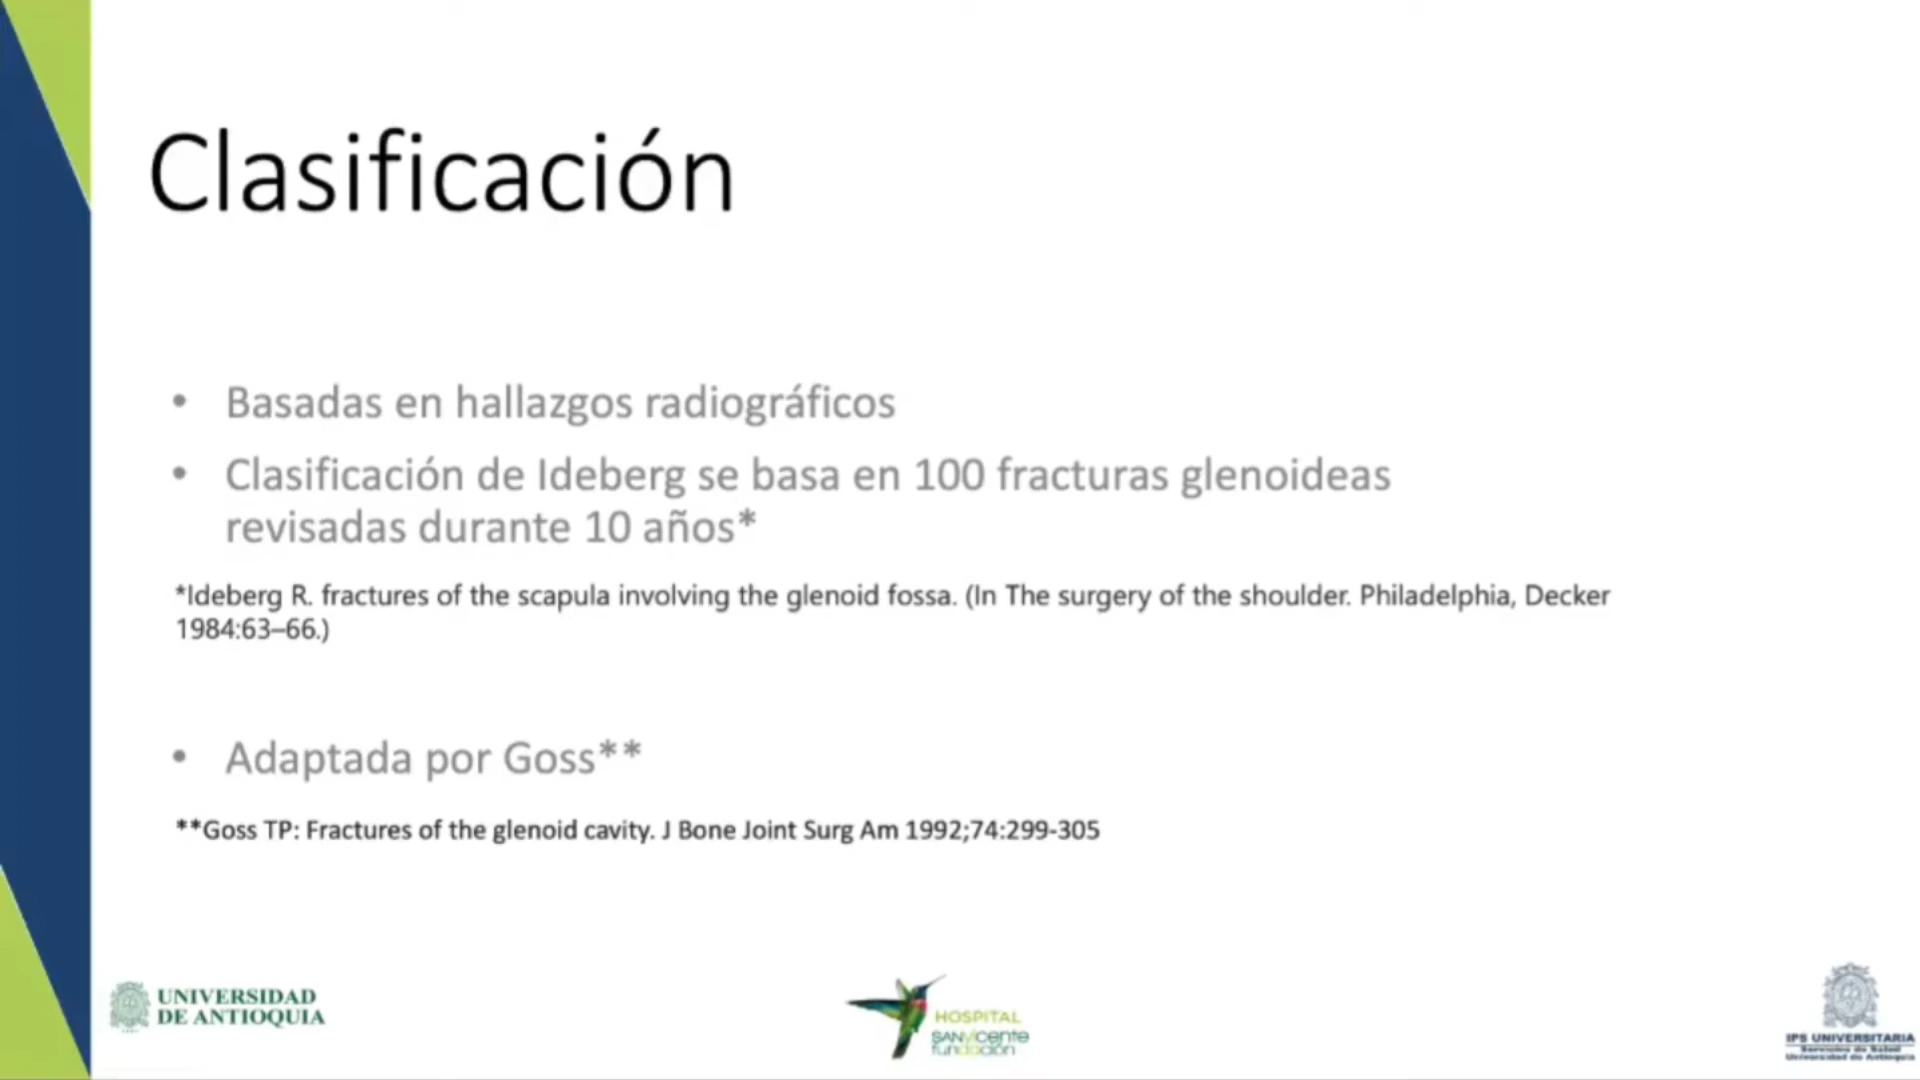 Clasificación
• Basadas en hallazgos radiográficos
• Clasificación de Ideberg se basa en 100 fracturas glenoideas
revisadas durante 10 años*
*Ideberg R. fractures of the scapula involving the glenoid fossa. (In The surgery of the shoulder. Philadelphia, Decker
1984:63–66.)
• Adaptada por Goss**
**Goss TP: Fractures of the glenoid cavity. J Bone Joint Surg Am 1992;74:299-305
UNIVERSIDAD
DE ANTIOQUIA
HOSPITAL
SANVicente
fundación
IPS UNIVERSITARIA
Servicios de Salud
Universidad de Antioquia